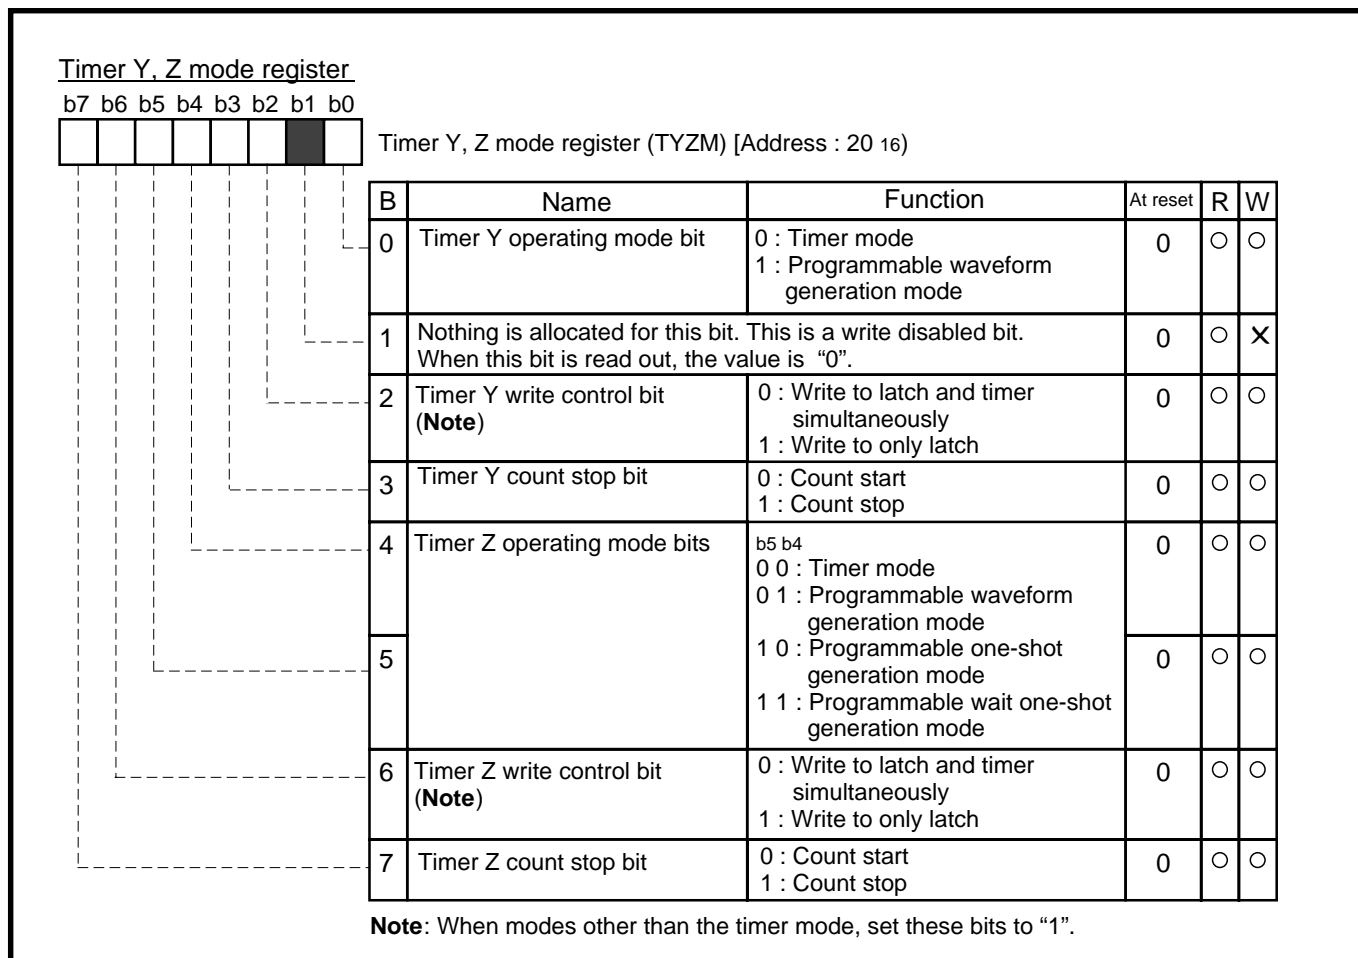 Timer Y, Z mode register
b7 b6 b5 b4 b3 b2 b1 b0
Timer Y, Z mode register (TYZM) [Address : 20 16)
B Name Function At reset R W
0 Timer Y operating mode bit 0 : Timer mode 0 ○ ○
1 : Programmable waveform
generation mode
1 Nothing is allocated for this bit. This is a write disabled bit. 0 ○ ✕
When this bit is read out, the value is “0”.
2 Timer Y write control bit 0 : Write to latch and timer 0 ○ ○
(Note) simultaneously
1 : Write to only latch
3 Timer Y count stop bit 0 : Count start 0 ○ ○
1 : Count stop
4 Timer Z operating mode bits b5 b4 0 ○ ○
0 0 : Timer mode
0 1 : Programmable waveform
generation mode
5 1 0 : Programmable one-shot 0 ○ ○
generation mode
1 1 : Programmable wait one-shot
generation mode
6 Timer Z write control bit 0 : Write to latch and timer 0 ○ ○
(Note) simultaneously
1 : Write to only latch
7 Timer Z count stop bit 0 : Count start 0 ○ ○
1 : Count stop
Note: When modes other than the timer mode, set these bits to “1”.